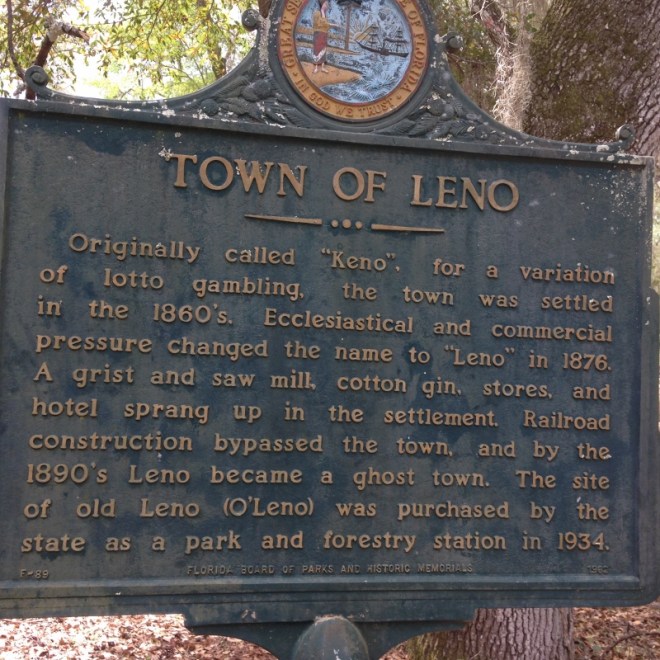 GREAT SEAL OF THE STATE OF FLORIDA
IN GOD WE TRUST
TOWN OF LENO
Originally called "Keno", for a variation
of lotto gambling, the town was settled
in the 1860's. Ecclesiastical and commercial
pressure changed the name to "Leno" in 1876.
A grist and saw mill, cotton gin, stores, and
hotel sprang up in the settlement. Railroad
construction bypassed the town, and by the
1890's Leno became a ghost town. The site
of old Leno (O'Leno) was purchased by the
state as a park and forestry station in 1934.
F-89 FLORIDA BOARD OF PARKS AND HISTORIC MEMORIALS 1962